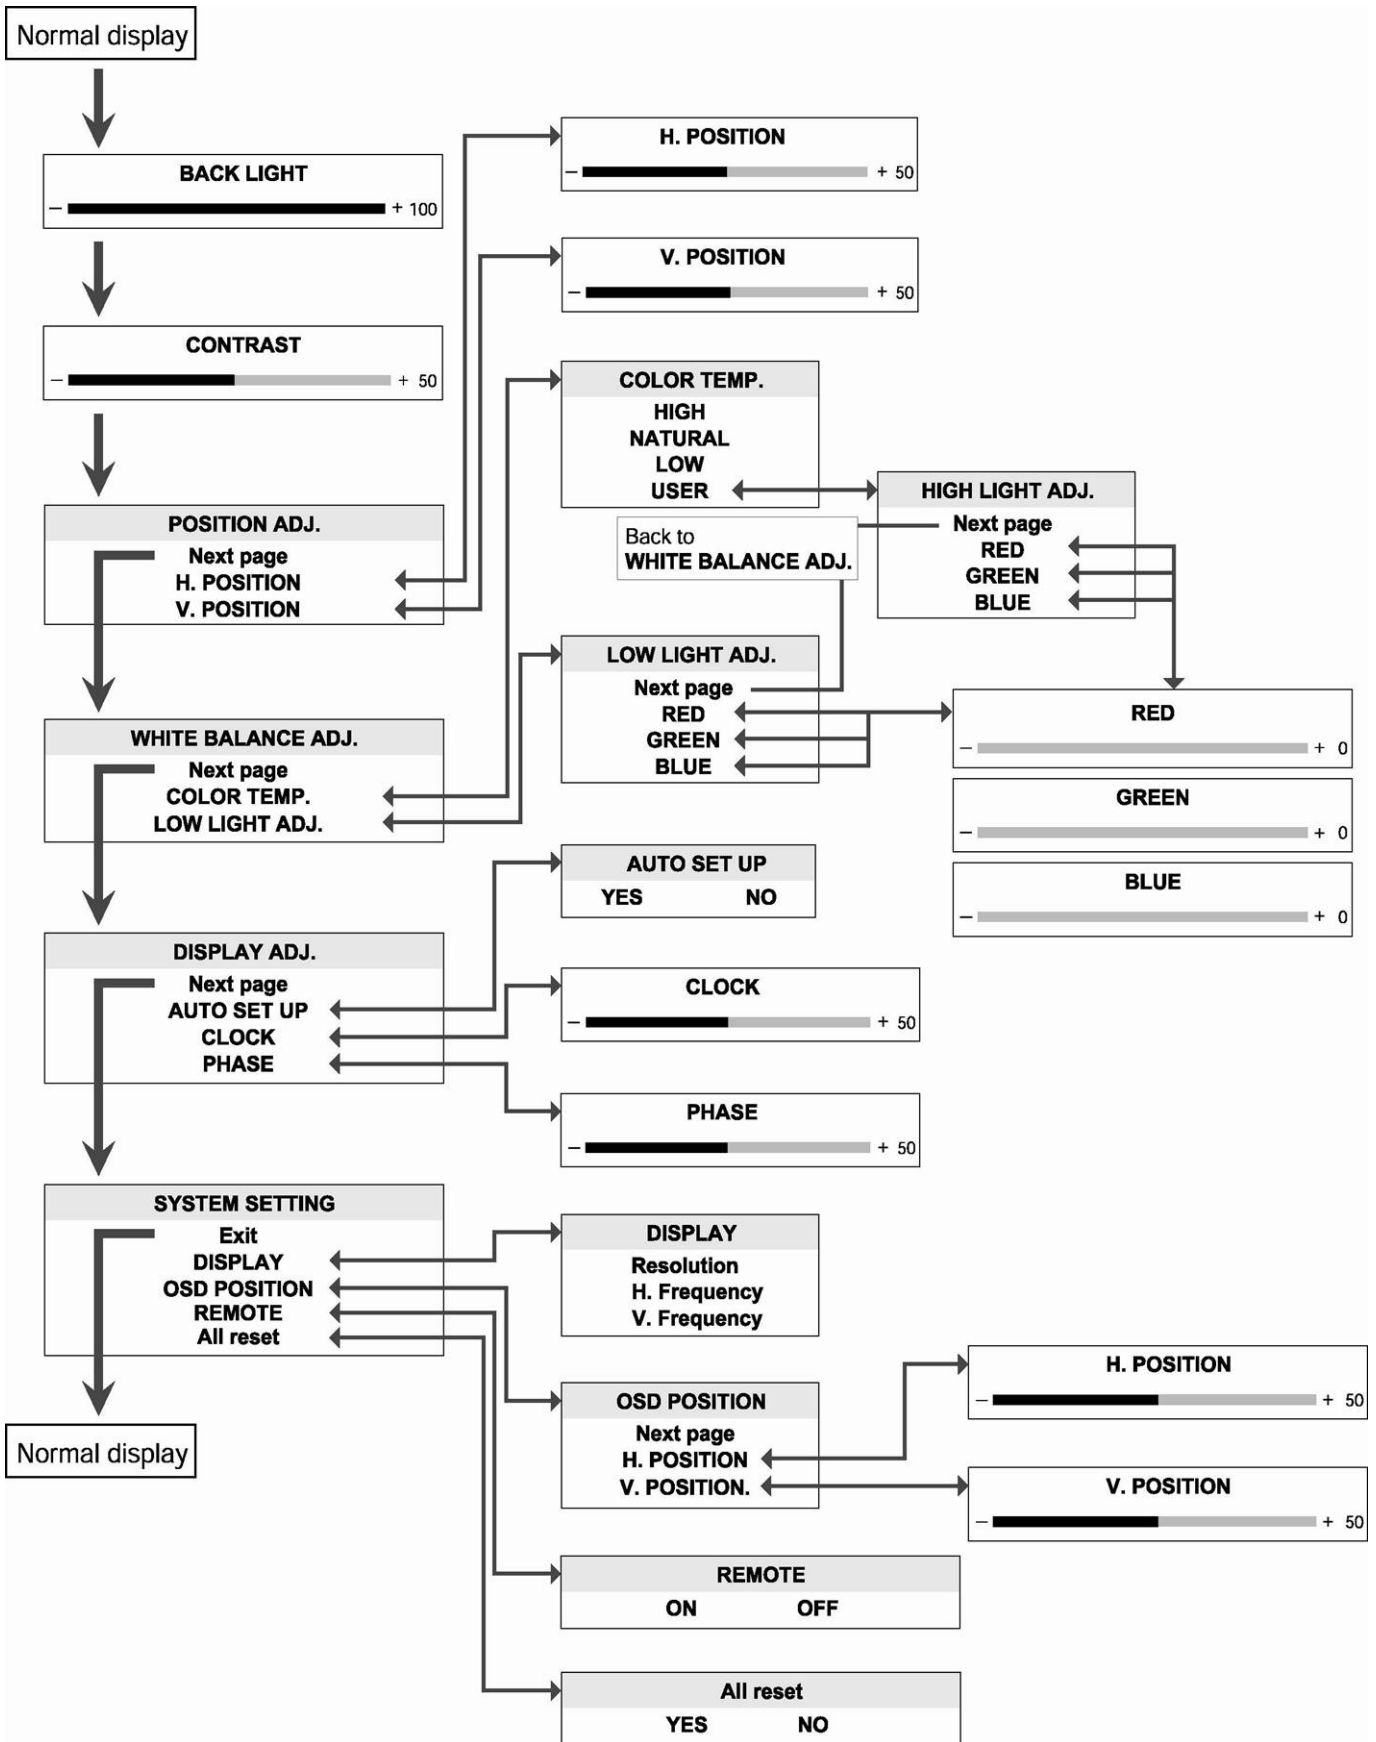 Normal display
BACK LIGHT
– + 100
CONTRAST
– + 50
POSITION ADJ.
Next page
H. POSITION
V. POSITION
WHITE BALANCE ADJ.
Next page
COLOR TEMP.
LOW LIGHT ADJ.
DISPLAY ADJ.
Next page
AUTO SET UP
CLOCK
PHASE
SYSTEM SETTING
Exit
DISPLAY
OSD POSITION
REMOTE
All reset
Normal display
H. POSITION
– + 50
V. POSITION
– + 50
COLOR TEMP.
HIGH
NATURAL
LOW
USER
HIGH LIGHT ADJ.
Next page
RED
GREEN
BLUE
Back to
WHITE BALANCE ADJ.
LOW LIGHT ADJ.
Next page
RED
GREEN
BLUE
RED
– + 0
GREEN
– + 0
BLUE
– + 0
AUTO SET UP
YES NO
CLOCK
– + 50
PHASE
– + 50
DISPLAY
Resolution
H. Frequency
V. Frequency
OSD POSITION
Next page
H. POSITION
V. POSITION.
H. POSITION
– + 50
V. POSITION
– + 50
REMOTE
ON OFF
All reset
YES NO